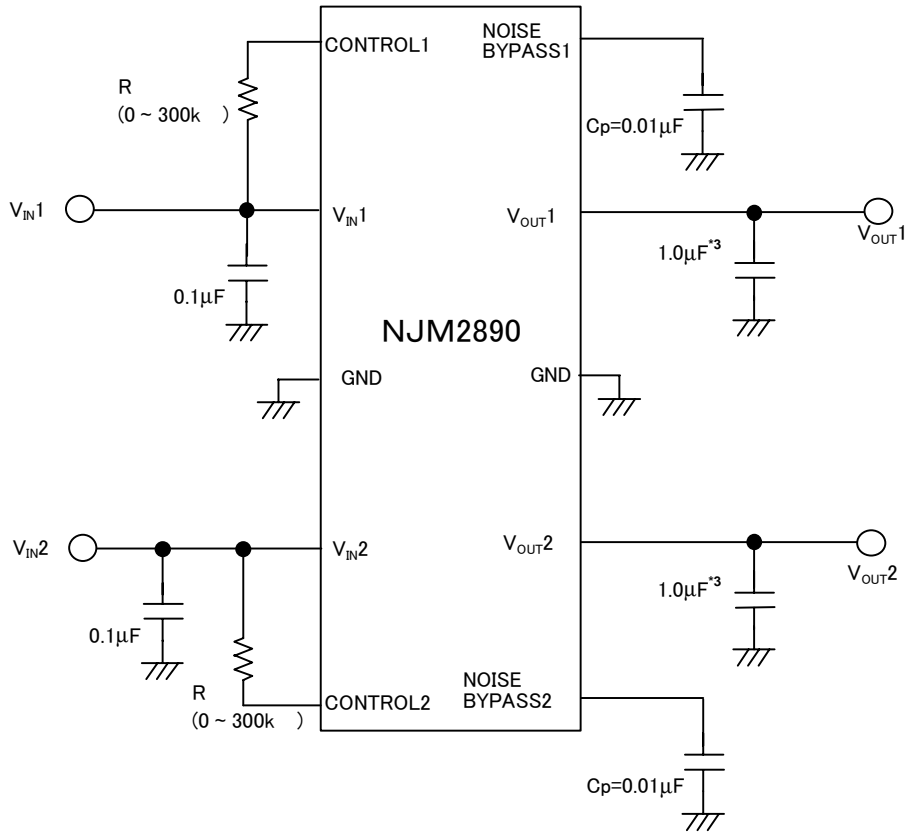 CONTROL1
NOISE
BYPASS1
R
(0 ~ 300k )
Cp=0.01μF
VIN1
VIN1
VOUT1
VOUT1
0.1μF
1.0μF*3
NJM2890
GND
GND
VIN2
VIN2
VOUT2
VOUT2
0.1μF
1.0μF*3
R
(0 ~ 300k )
CONTROL2
NOISE
BYPASS2
Cp=0.01μF